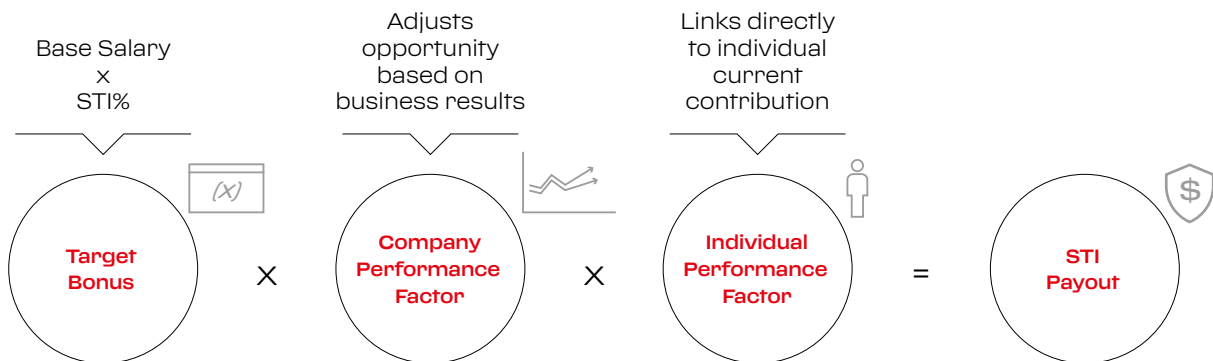 Base Salary
x
STI%
Adjusts
opportunity
based on
business results
Links directly
to individual
current
contribution
(X)
$
Target
Bonus
X
Company
Performance
Factor
X
Individual
Performance
Factor
=
STI
Payout